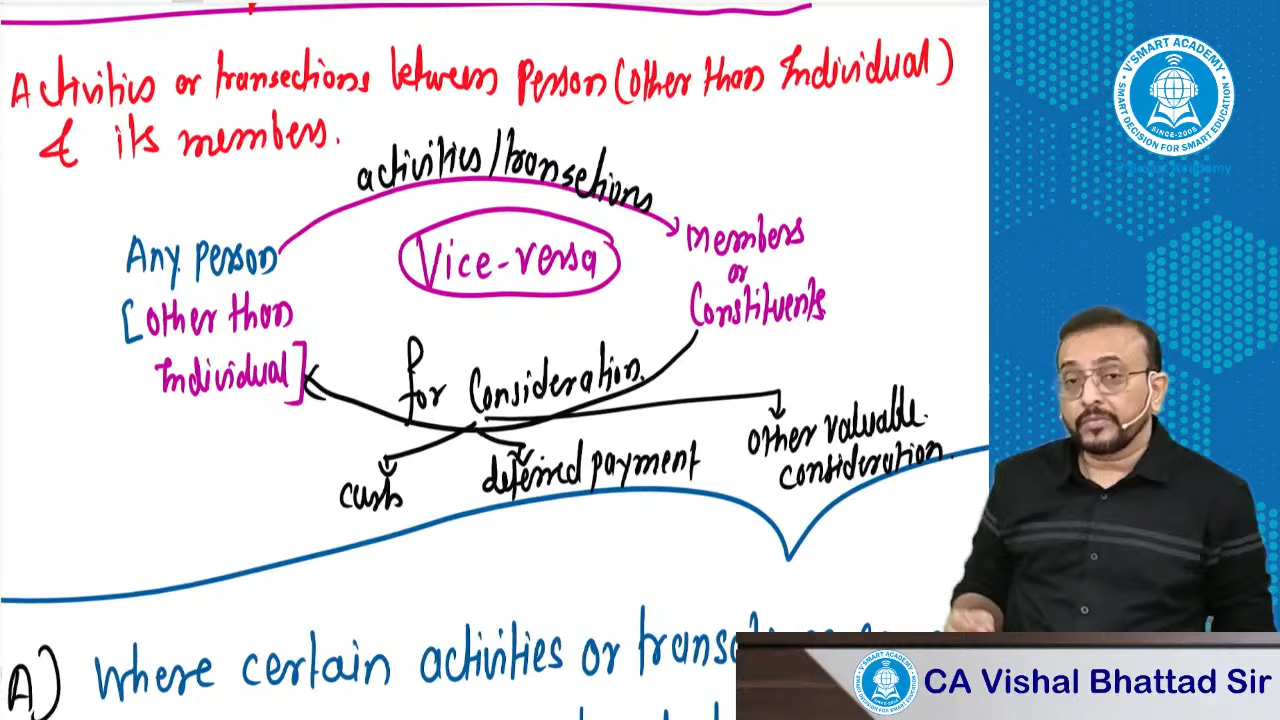 Activities or transections between person (other than Individual)
& its members.
activities/transections
Any person
[other than
Individual]
Vice-versa
members
or
Constituents
for Consideration.
cash
deferred payment
other valuable
consideration.
A) Where certain activities or
V'SMART ACADEMY
SMART DECISION FOR SMART EDUCATION
SINCE-2005
CA Vishal Bhattad Sir